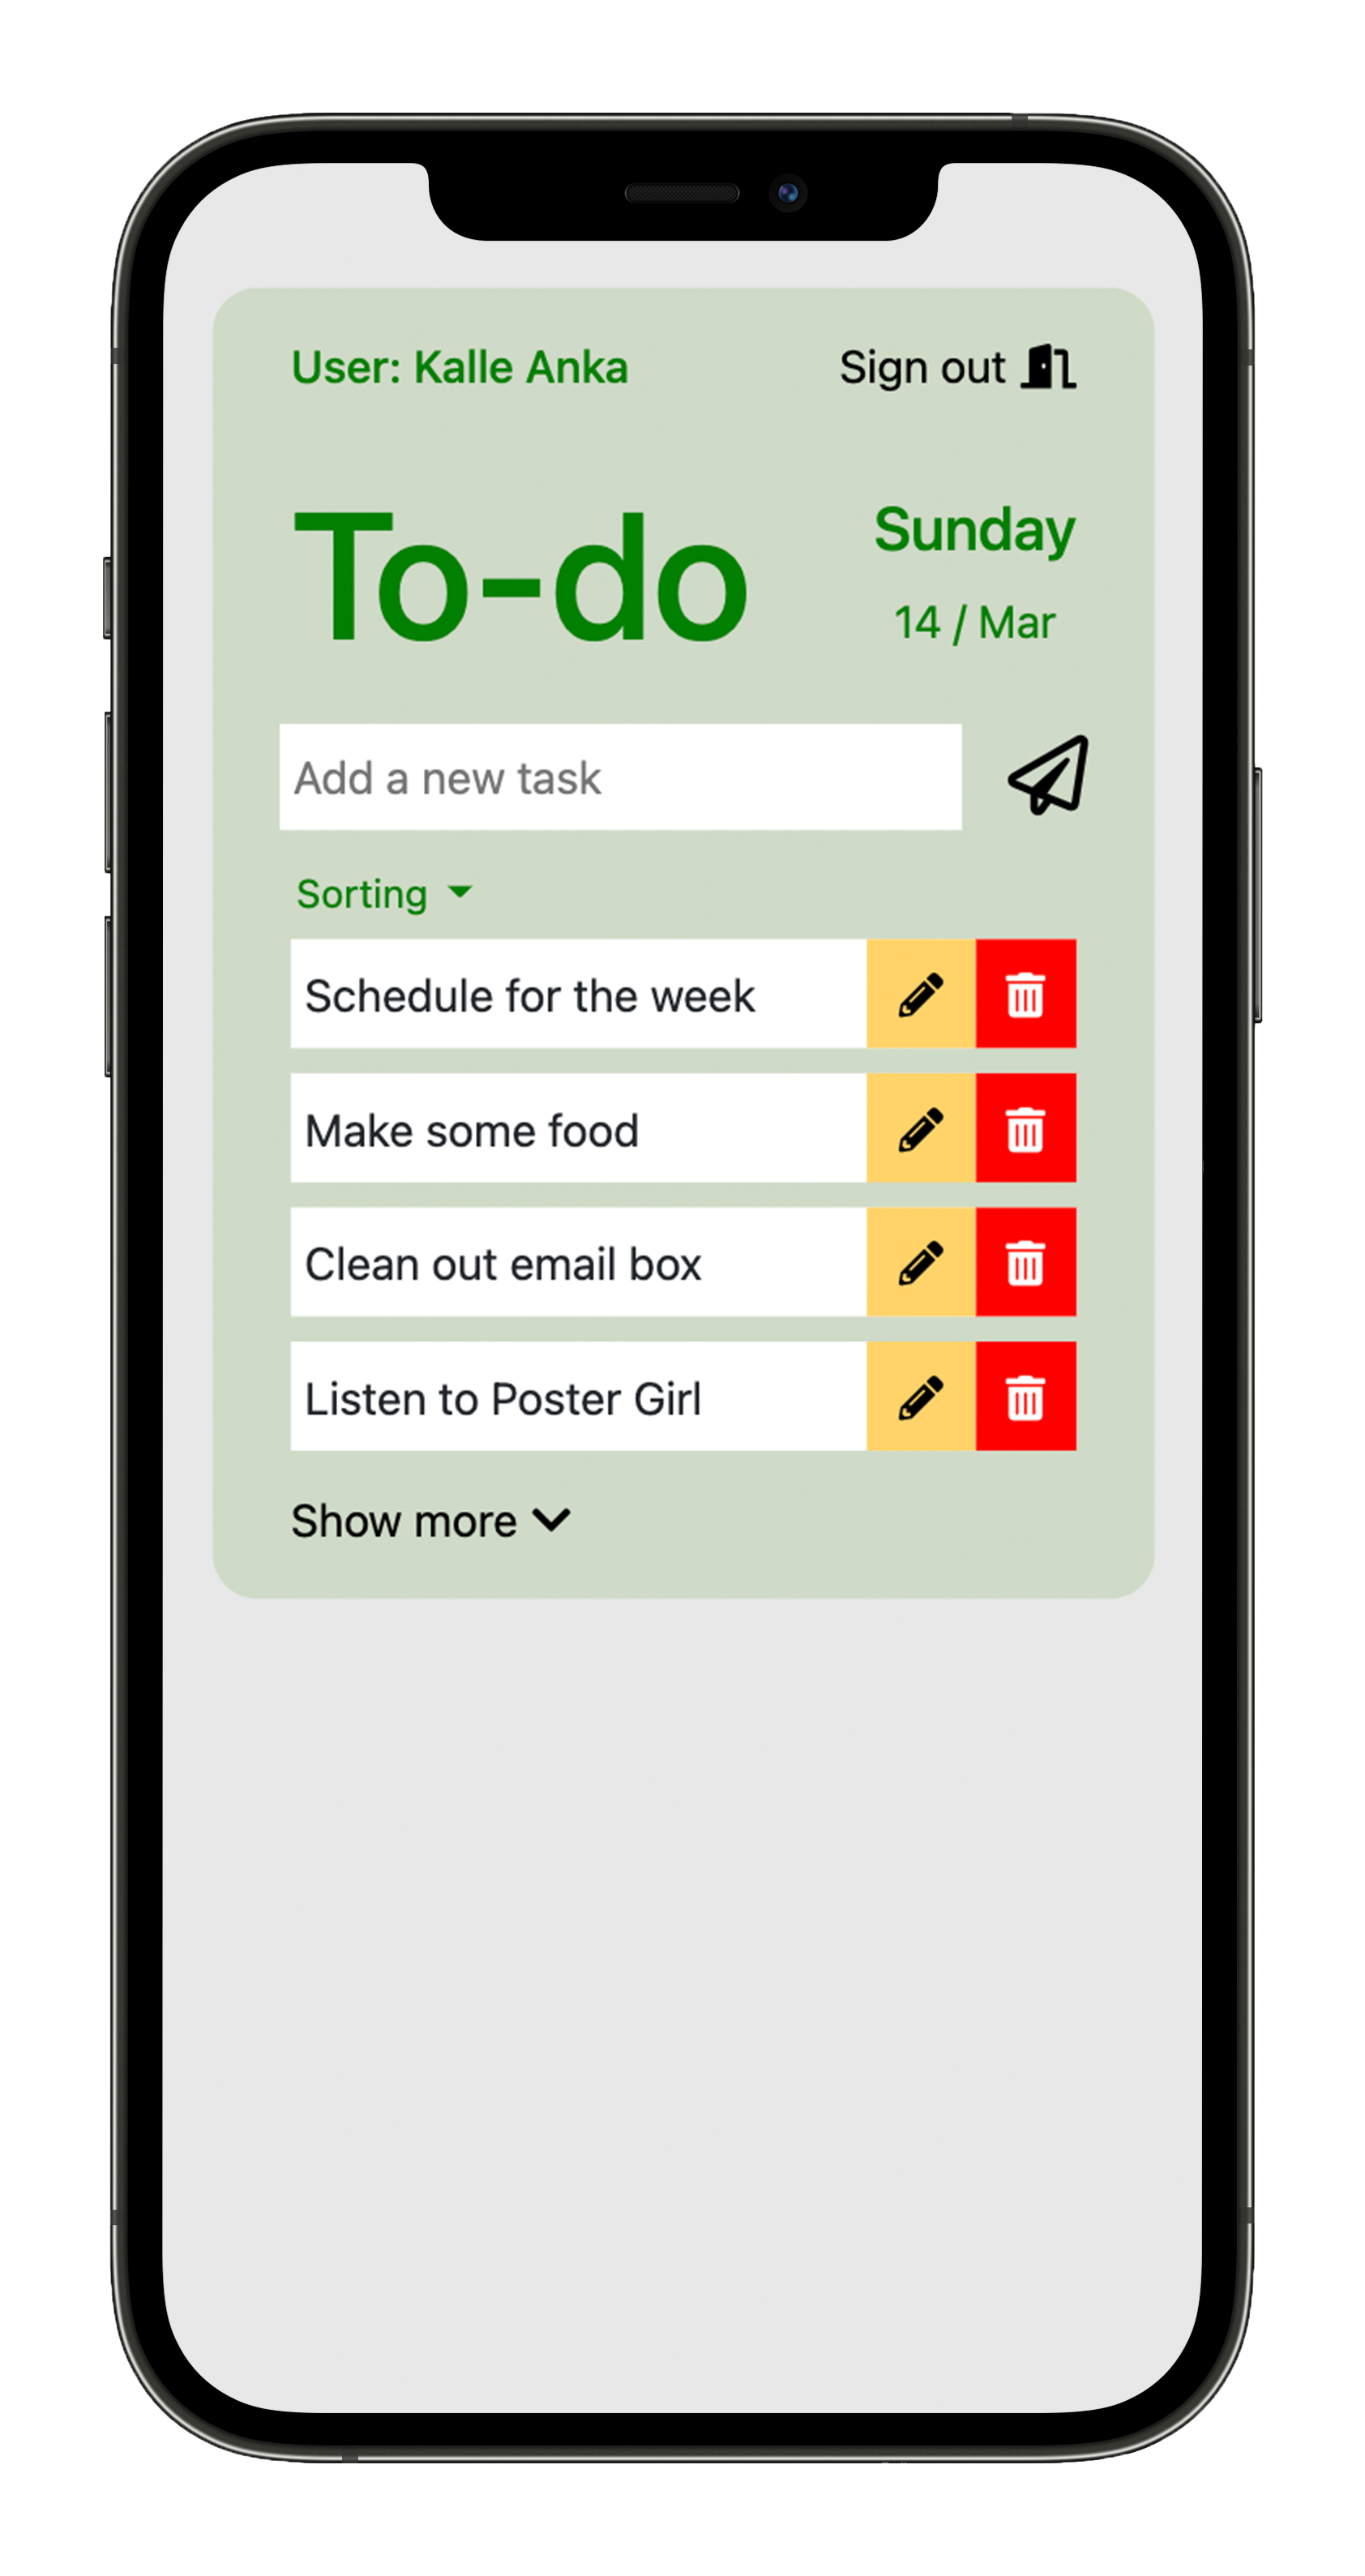 User: Kalle Anka
Sign out
To-do
Sunday
14 / Mar
Add a new task
Sorting
Schedule for the week
Make some food
Clean out email box
Listen to Poster Girl
Show more